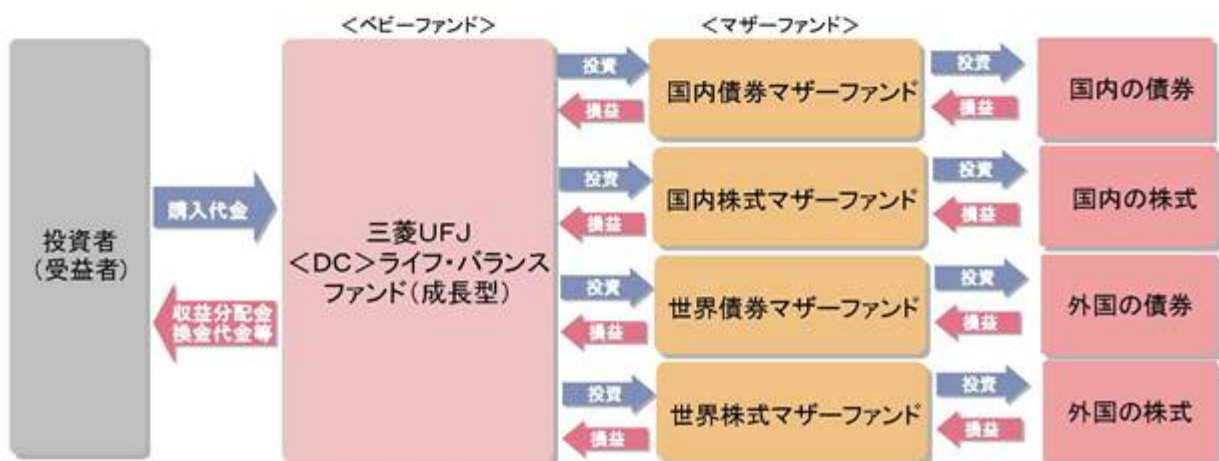 ＜ベビーファンド＞
＜マザーファンド＞
投資者
(受益者)
購入代金
収益分配金
換金代金等
三菱UFJ
＜DC＞ライフ・バランス
ファンド(成長型)
投資
損益
国内債券マザーファンド
投資
損益
国内の債券
投資
損益
国内株式マザーファンド
投資
損益
国内の株式
投資
損益
世界債券マザーファンド
投資
損益
外国の債券
投資
損益
世界株式マザーファンド
投資
損益
外国の株式